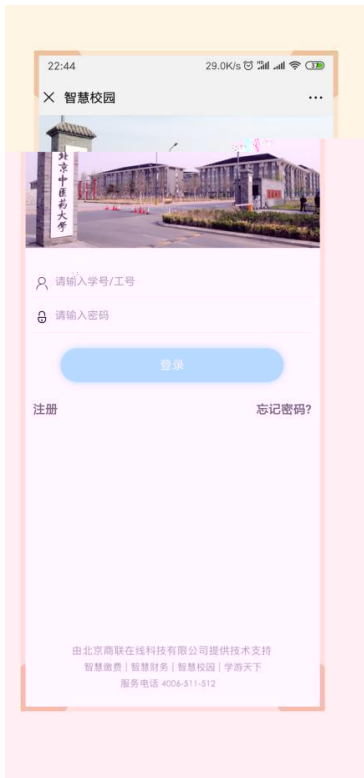 22:44 29.0K/s
智慧校园
北京中医药大学
请输入学号/工号
请输入密码
登录
注册 忘记密码?
由北京商联在线科技有限公司提供技术支持
智慧缴费 | 智慧财务 | 智慧校园 | 学游天下
服务电话 4006-511-512